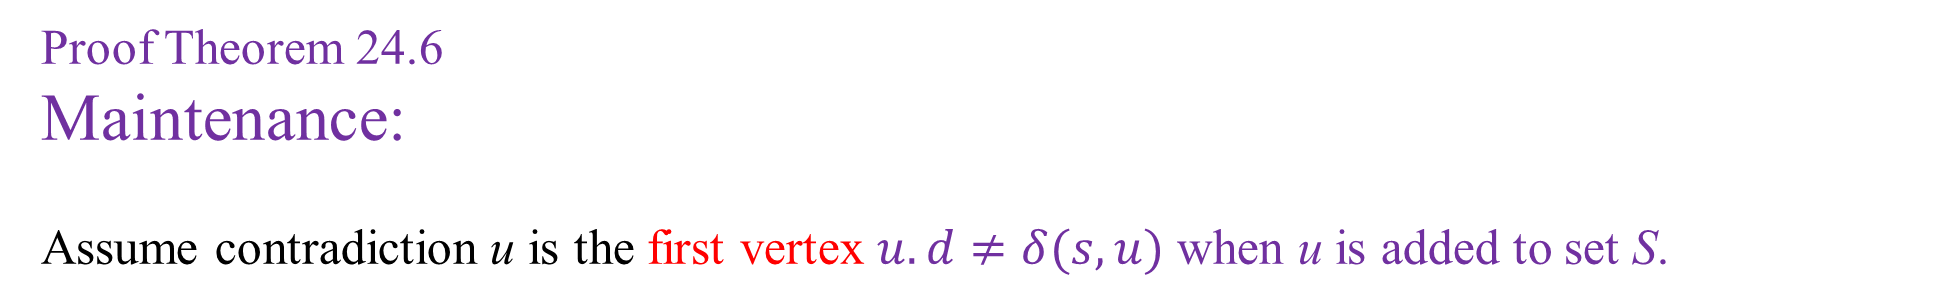 Proof Theorem 24.6
Maintenance:
Assume contradiction u is the first vertex u.d ≠ δ(s,u) when u is added to set S.